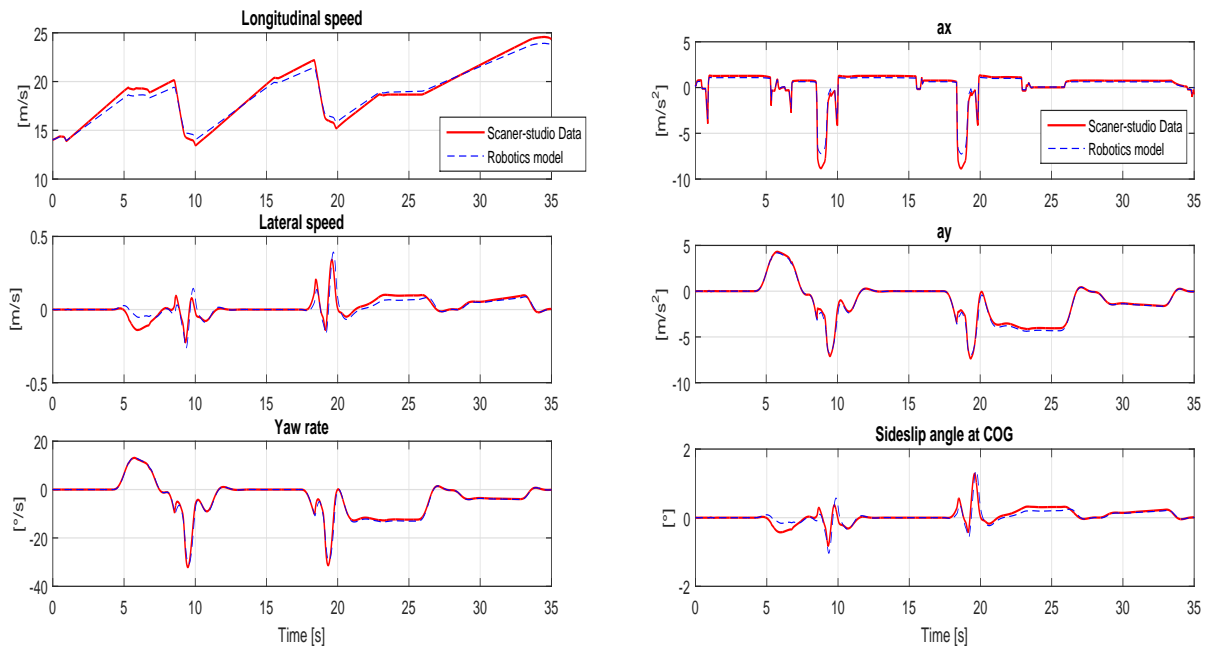 Longitudinal speed
25
20
15
10
[m/s]
0 5 10 15 20 25 30 35
Scaner-studio Data
Robotics model
Lateral speed
0.5
0
-0.5
[m/s]
0 5 10 15 20 25 30 35
Yaw rate
20
0
-20
-40
[°/s]
0 5 10 15 20 25 30 35
Time [s]
ax
5
0
-5
-10
[m/s²]
0 5 10 15 20 25 30 35
Scaner-studio Data
Robotics model
ay
5
0
-5
-10
[m/s²]
5 10 15 20 25 30 35
Sideslip angle at COG
2
0
-2
[°]
0 5 10 15 20 25 30 35
Time [s]